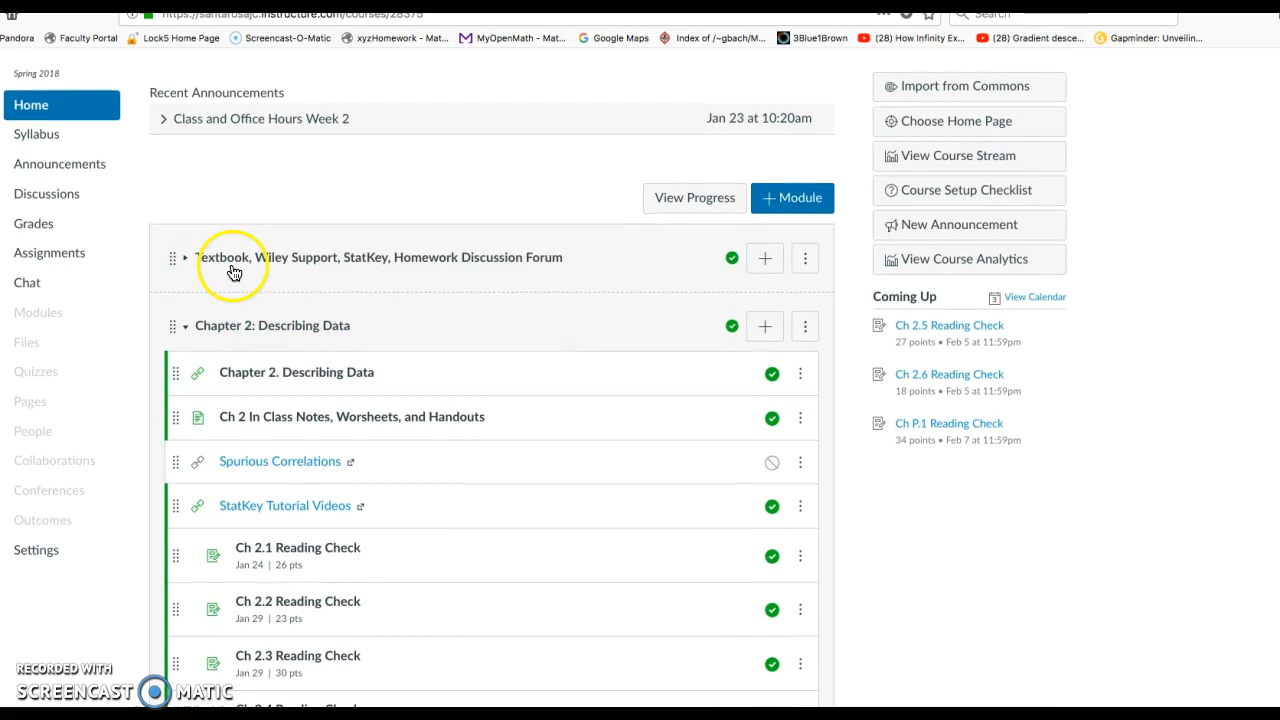 https://santarosajc.instructure.com/courses/28375
Search
Pandora Faculty Portal Lock5 Home Page Screencast-O-Matic xyzHomework - Mat... MyOpenMath - Mat... Google Maps Index of /~gbach/M... 3Blue1Brown (28) How Infinity Ex... (28) Gradient desce... Gapminder: Unveilin...
Spring 2018
Home
Syllabus
Announcements
Discussions
Grades
Assignments
Chat
Modules
Files
Quizzes
Pages
People
Collaborations
Conferences
Outcomes
Settings
Recent Announcements
Class and Office Hours Week 2 Jan 23 at 10:20am
View Progress + Module
Textbook, Wiley Support, StatKey, Homework Discussion Forum
Chapter 2: Describing Data
Chapter 2. Describing Data
Ch 2 In Class Notes, Worsheets, and Handouts
Spurious Correlations
StatKey Tutorial Videos
Ch 2.1 Reading Check
Jan 24 | 26 pts
Ch 2.2 Reading Check
Jan 29 | 23 pts
Ch 2.3 Reading Check
Jan 29 | 30 pts
Import from Commons
Choose Home Page
View Course Stream
Course Setup Checklist
New Announcement
View Course Analytics
Coming Up View Calendar
Ch 2.5 Reading Check
27 points • Feb 5 at 11:59pm
Ch 2.6 Reading Check
18 points • Feb 5 at 11:59pm
Ch P.1 Reading Check
34 points • Feb 7 at 11:59pm
RECORDED WITH
SCREENCAST MATIC